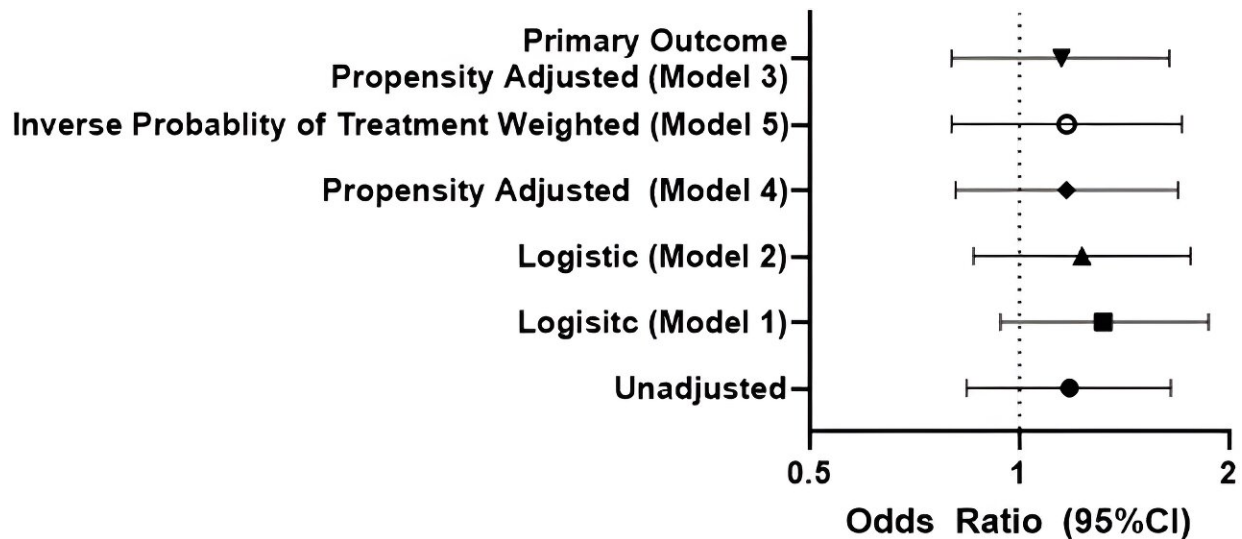 Primary Outcome
Propensity Adjusted (Model 3)
Inverse Probablity of Treatment Weighted (Model 5)
Propensity Adjusted (Model 4)
Logistic (Model 2)
Logisitc (Model 1)
Unadjusted
0.5 1 2
Odds Ratio (95%CI)